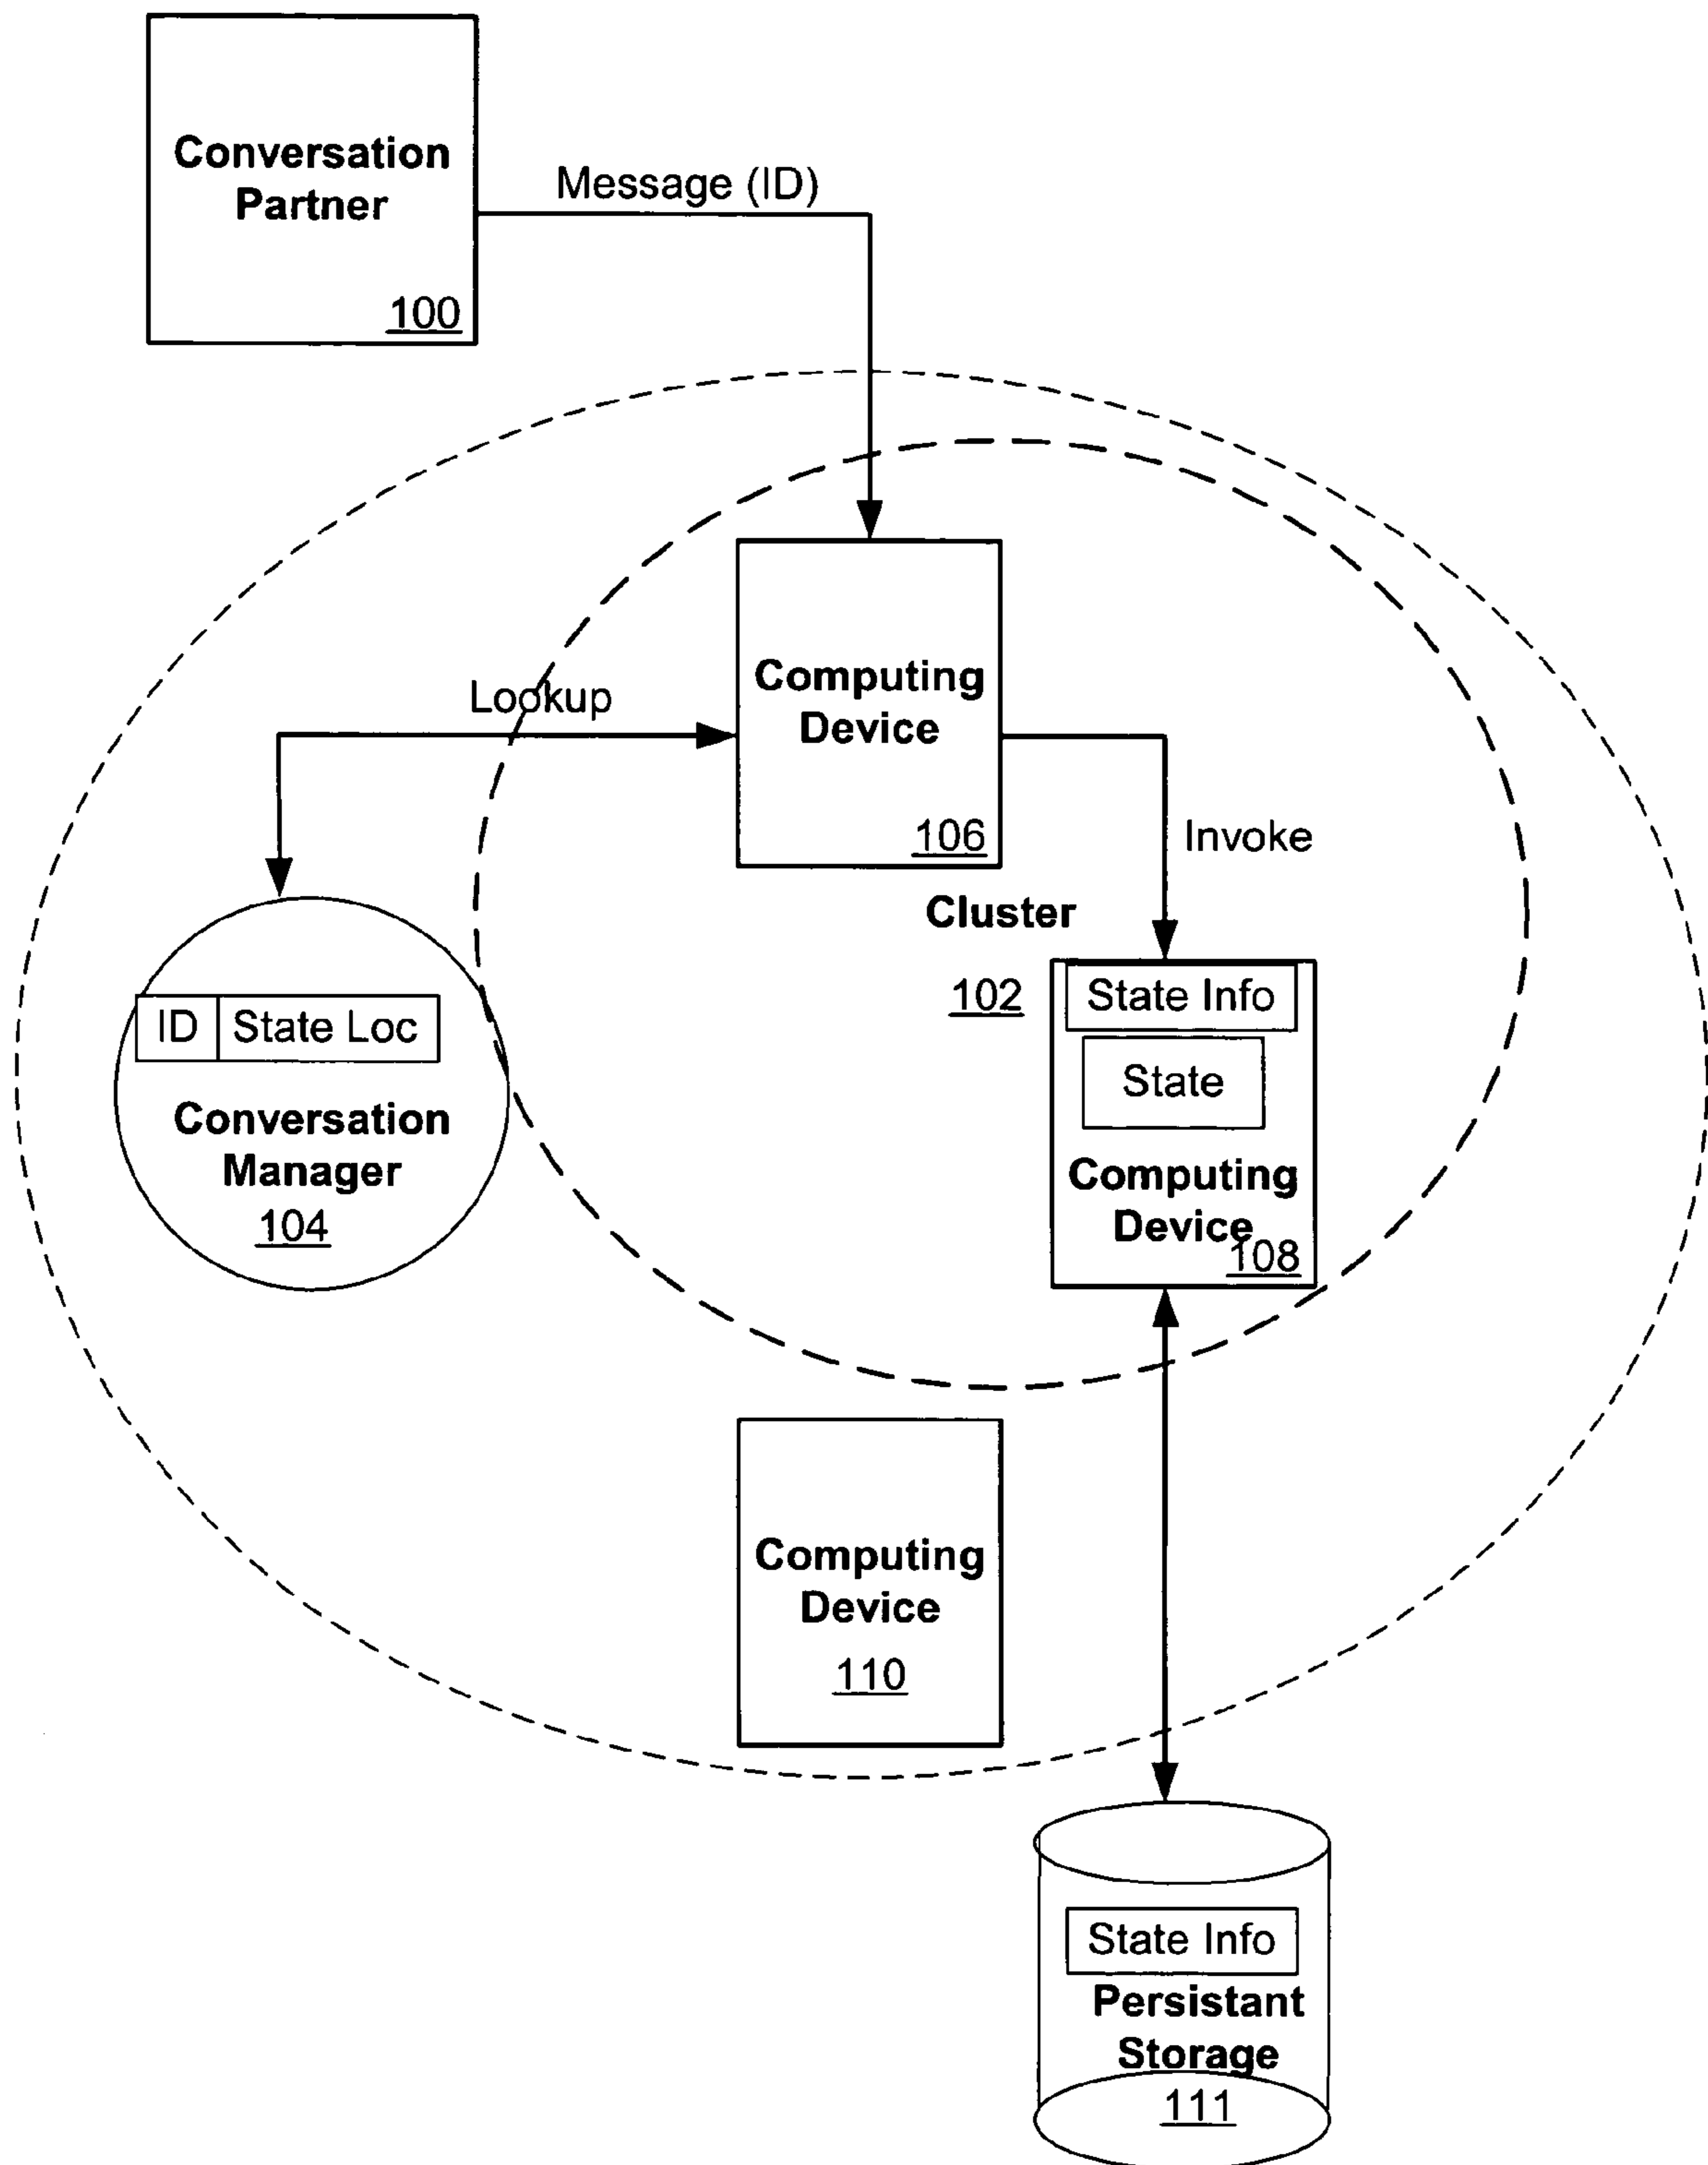 Conversation
Partner
100
Message (ID)
Lookup
Computing
Device
106
Invoke
Cluster
102
State Info
State
Computing
Device
108
ID
State Loc
Conversation
Manager
104
Computing
Device
110
State Info
Persistant
Storage
111